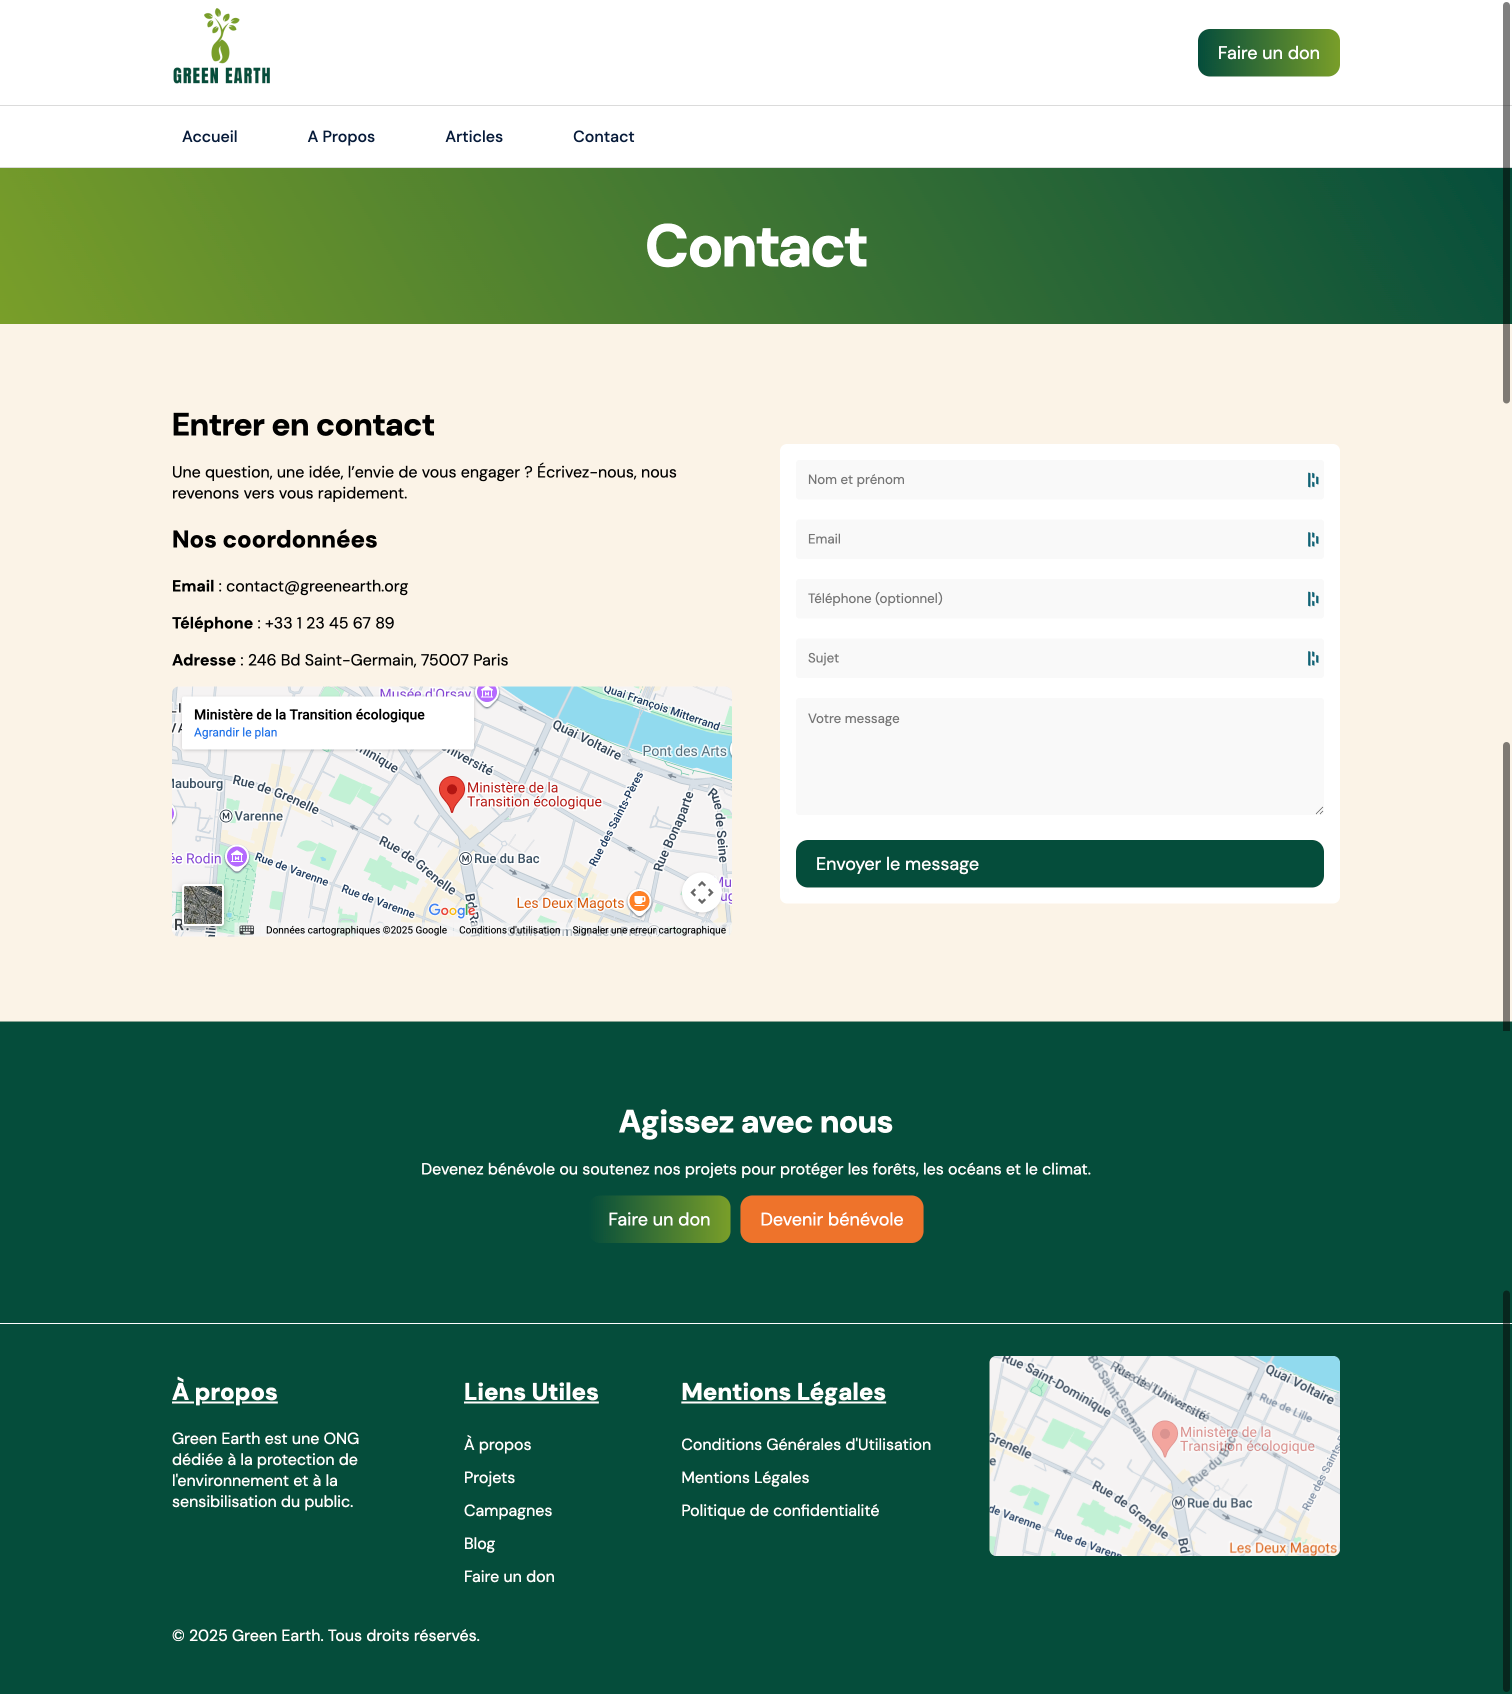 GREEN EARTH
Faire un don
Accueil
A Propos
Articles
Contact
Contact
Entrer en contact
Une question, une idée, l’envie de vous engager ? Écrivez-nous, nous
revenons vers vous rapidement.
Nos coordonnées
Email : contact@greenearth.org
Téléphone : +33 1 23 45 67 89
Adresse : 246 Bd Saint-Germain, 75007 Paris
Musée d'Orsay
Quai François Mitterrand
Ministère de la Transition écologique
Agrandir le plan
Quai Voltaire
Pont des Arts
Rue de Grenelle
Varenne
Ministère de la
Transition écologique
Rue des Saints-Pères
Rue Bonaparte
Rue de Seine
Rue de Varenne
Rue de Grenelle
Rue du Bac
Rue de Varenne
Les Deux Magots
Google
Données cartographiques ©2025 Google
Conditions d'utilisation
Signaler une erreur cartographique
Nom et prénom
Email
Téléphone (optionnel)
Sujet
Votre message
Envoyer le message
Agissez avec nous
Devenez bénévole ou soutenez nos projets pour protéger les forêts, les océans et le climat.
Faire un don
Devenir bénévole
À propos
Green Earth est une ONG
dédiée à la protection de
l'environnement et à la
sensibilisation du public.
Liens Utiles
À propos
Projets
Campagnes
Blog
Faire un don
Mentions Légales
Conditions Générales d'Utilisation
Mentions Légales
Politique de confidentialité
Rue Saint-Dominique
Bd Saint-Germain
Rue de l'Université
Quai Voltaire
Rue de Lille
Ministère de la
Transition écologique
Rue du Bac
Rue des Saints-
Rue de Grenelle
Rue du Bac
de Varenne
Les Deux Magots
© 2025 Green Earth. Tous droits réservés.